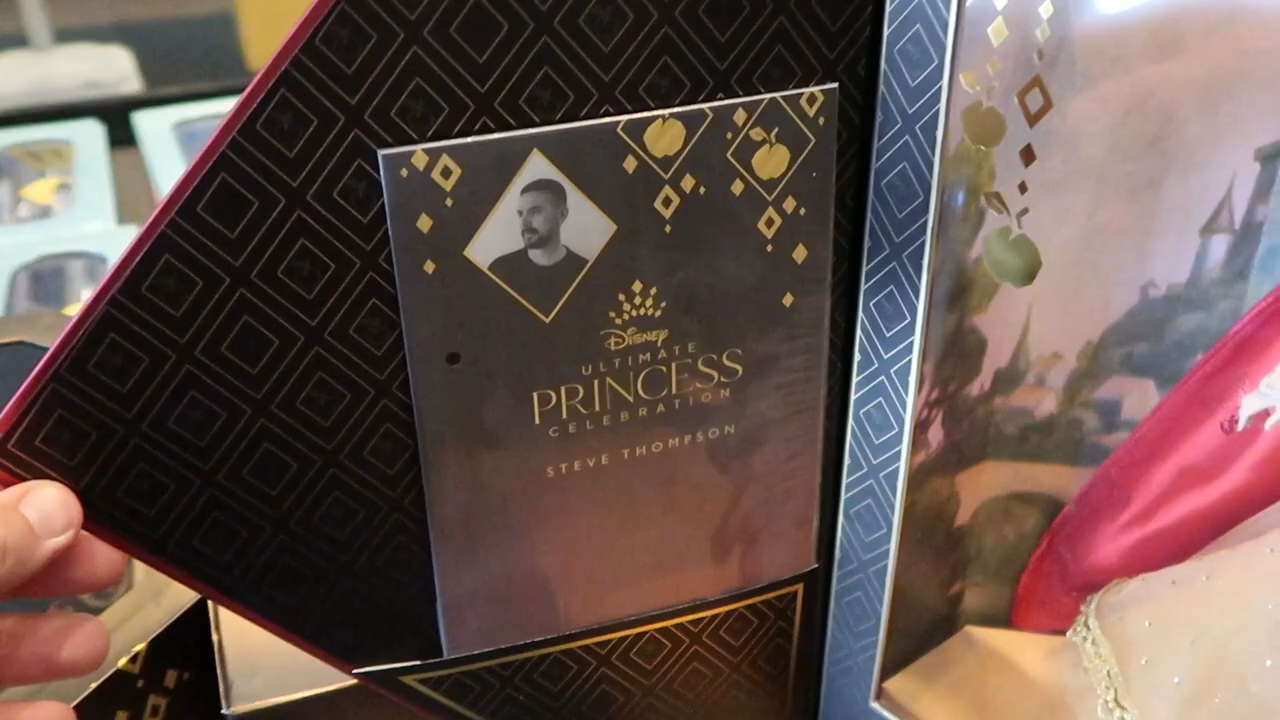 Disney
ULTIMATE
PRINCESS
CELEBRATION
STEVE THOMPSON